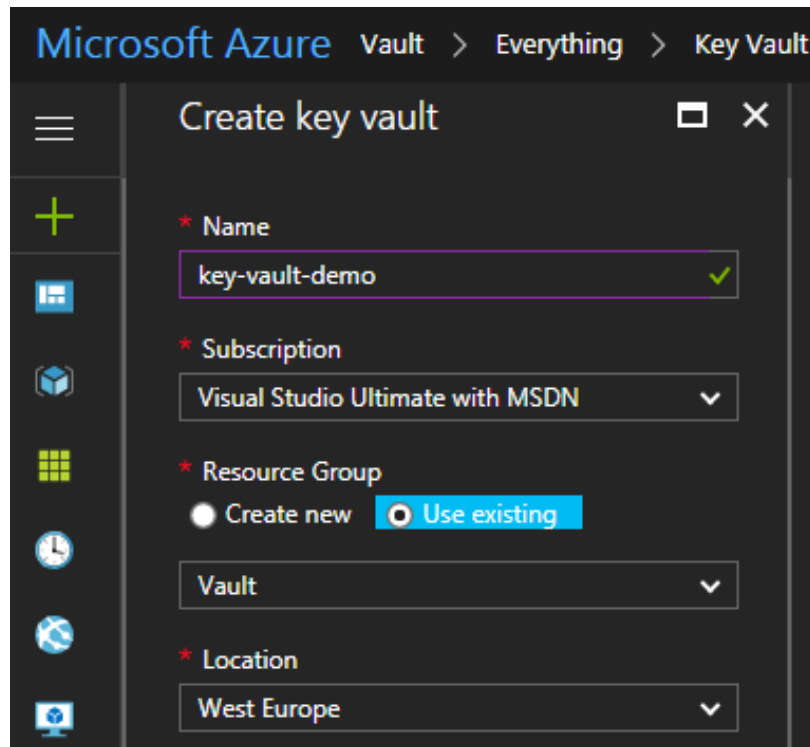 Microsoft Azure Vault > Everything > Key Vault
Create key vault
* Name
key-vault-demo
* Subscription
Visual Studio Ultimate with MSDN
* Resource Group
Create new Use existing
Vault
* Location
West Europe